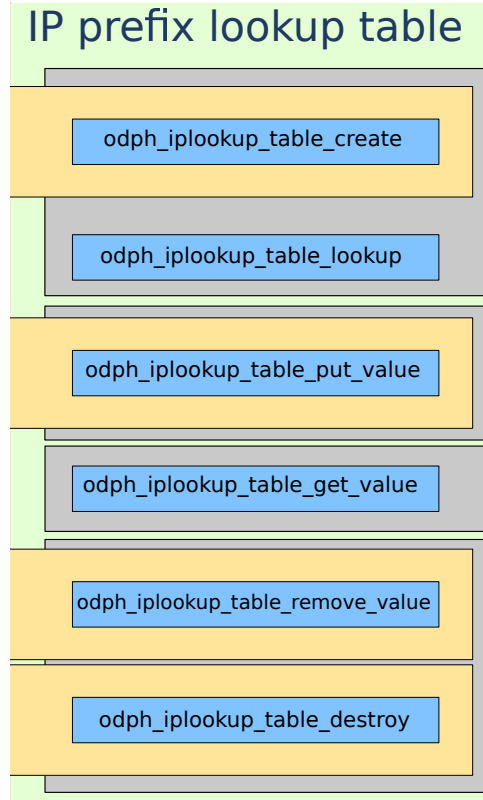 IP prefix lookup table
odph_iplookup_table_create
odph_iplookup_table_lookup
odph_iplookup_table_put_value
odph_iplookup_table_get_value
odph_iplookup_table_remove_value
odph_iplookup_table_destroy